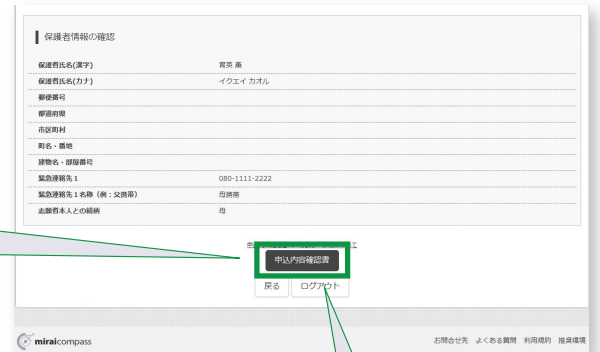 保護者情報の確認
保護者氏名(漢字) 育英 薫
保護者氏名(カナ) イクエイ カオル
郵便番号
都道府県
市区町村
町名・番地
建物名・部屋番号
緊急連絡先1 080-1111-2222
緊急連絡先1名称（例：父携帯） 母携帯
志願者本人との続柄 母
申込内容確認書
戻る ログアウト
miraicompass お問合せ先 よくある質問 利用規約 推奨環境